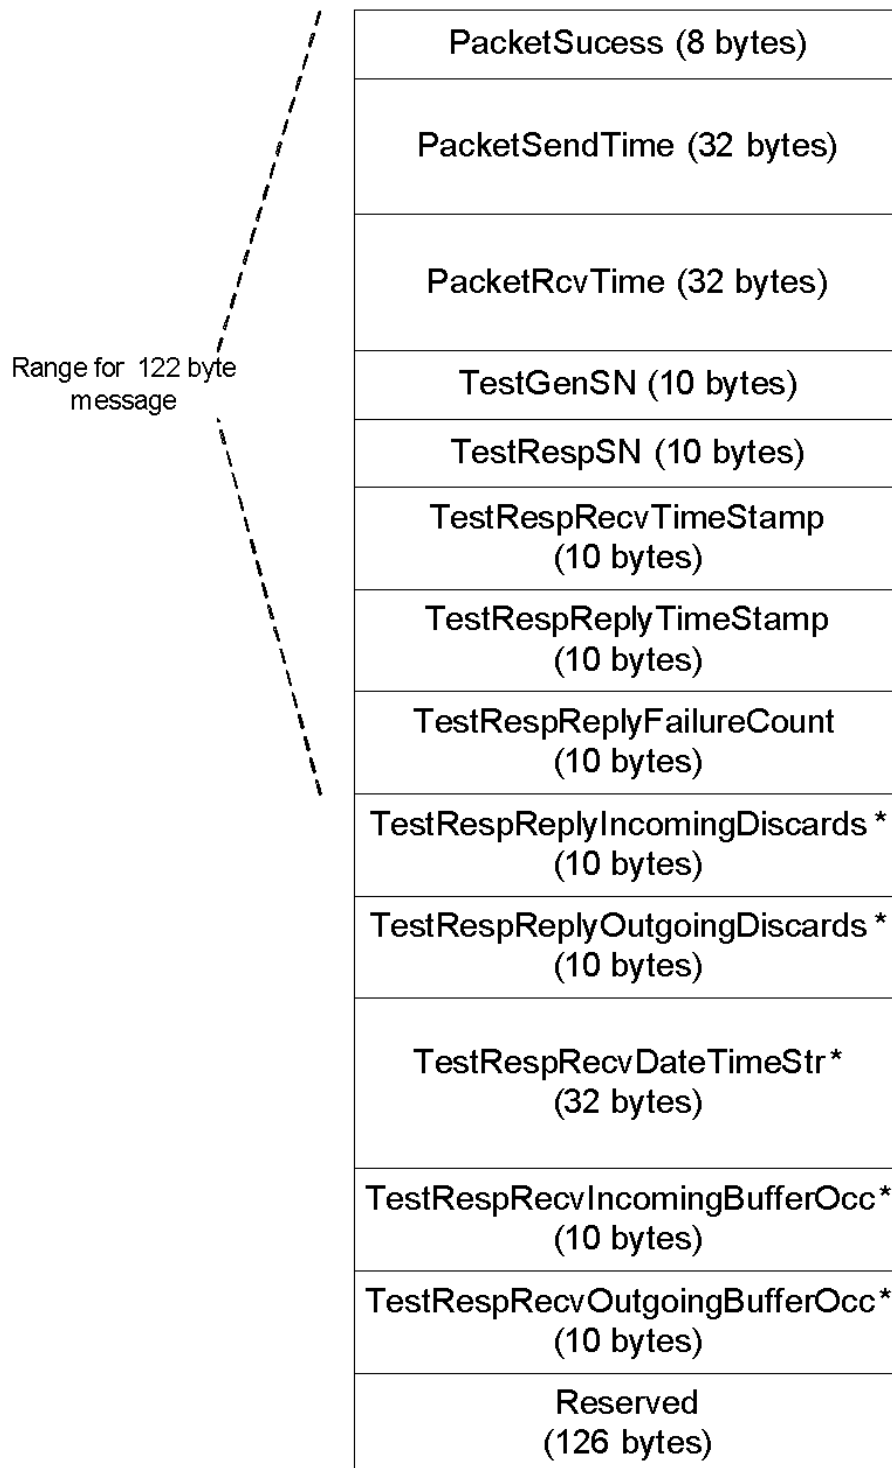 PacketSucess (8 bytes)
PacketSendTime (32 bytes)
PacketRcvTime (32 bytes)
Range for 122 byte
message
TestGenSN (10 bytes)
TestRespSN (10 bytes)
TestRespRecvTimeStamp
(10 bytes)
TestRespReplyTimeStamp
(10 bytes)
TestRespReplyFailureCount
(10 bytes)
TestRespReplyIncomingDiscards *
(10 bytes)
TestRespReplyOutgoingDiscards *
(10 bytes)
TestRespRecvDateTimeStr *
(32 bytes)
TestRespRecvIncomingBufferOcc *
(10 bytes)
TestRespRecvOutgoingBufferOcc *
(10 bytes)
Reserved
(126 bytes)